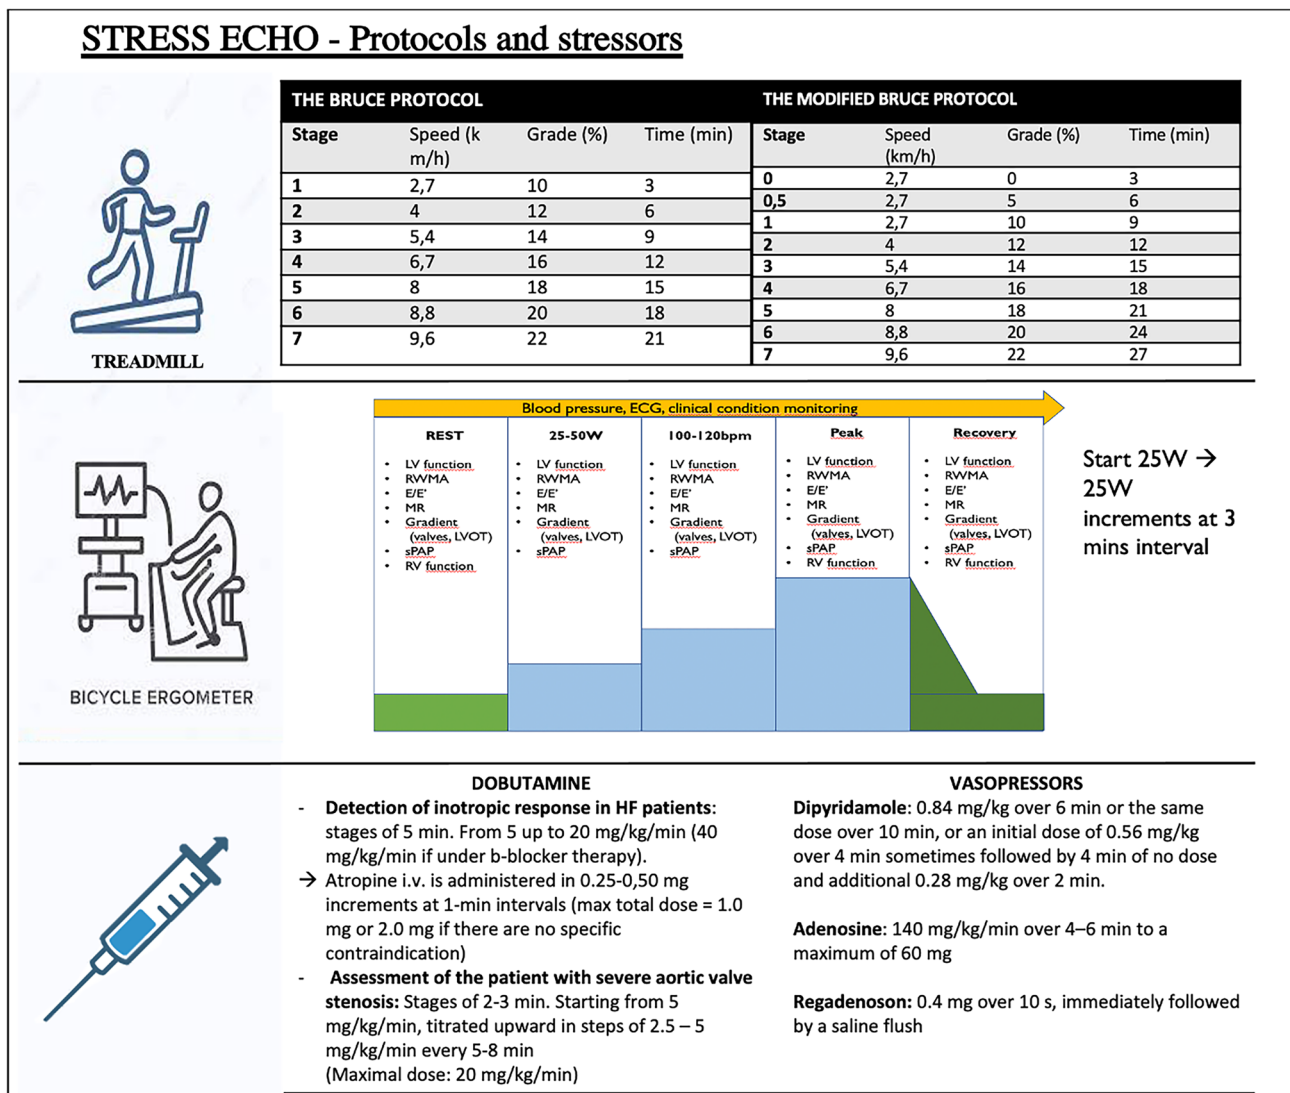 STRESS ECHO - Protocols and stressors
THE BRUCE PROTOCOL
Stage Speed (k m/h) Grade (%) Time (min)
1 2,7 10 3
2 4 12 6
3 5,4 14 9
4 6,7 16 12
5 8 18 15
6 8,8 20 18
7 9,6 22 21
THE MODIFIED BRUCE PROTOCOL
Stage Speed (km/h) Grade (%) Time (min)
0 2,7 0 3
0,5 2,7 5 6
1 2,7 10 9
2 4 12 12
3 5,4 14 15
4 6,7 16 18
5 8 18 21
6 8,8 20 24
7 9,6 22 27
TREADMILL
Blood pressure, ECG, clinical condition monitoring
REST
• LV function
• RWMA
• E/E'
• MR
• Gradient
(valves, LVOT)
• sPAP
• RV function
25-50W
• LV function
• RWMA
• E/E'
• MR
• Gradient
(valves, LVOT)
• sPAP
100-120bpm
• LV function
• RWMA
• E/E'
• MR
• Gradient
(valves, LVOT)
• sPAP
Peak
• LV function
• RWMA
• E/E'
• MR
• Gradient
(valves, LVOT)
• sPAP
• RV function
Recovery
• LV function
• RWMA
• E/E'
• MR
• Gradient
(valves, LVOT)
• sPAP
• RV function
Start 25W →
25W
increments at 3
mins interval
BICYCLE ERGOMETER
DOBUTAMINE
- Detection of inotropic response in HF patients:
stages of 5 min. From 5 up to 20 mg/kg/min (40
mg/kg/min if under b-blocker therapy).
→ Atropine i.v. is administered in 0.25-0,50 mg
increments at 1-min intervals (max total dose = 1.0
mg or 2.0 mg if there are no specific
contraindication)
- Assessment of the patient with severe aortic valve
stenosis: Stages of 2-3 min. Starting from 5
mg/kg/min, titrated upward in steps of 2.5 – 5
mg/kg/min every 5-8 min
(Maximal dose: 20 mg/kg/min)
VASOPRESSORS
Dipyridamole: 0.84 mg/kg over 6 min or the same
dose over 10 min, or an initial dose of 0.56 mg/kg
over 4 min sometimes followed by 4 min of no dose
and additional 0.28 mg/kg over 2 min.
Adenosine: 140 mg/kg/min over 4–6 min to a
maximum of 60 mg
Regadenoson: 0.4 mg over 10 s, immediately followed
by a saline flush